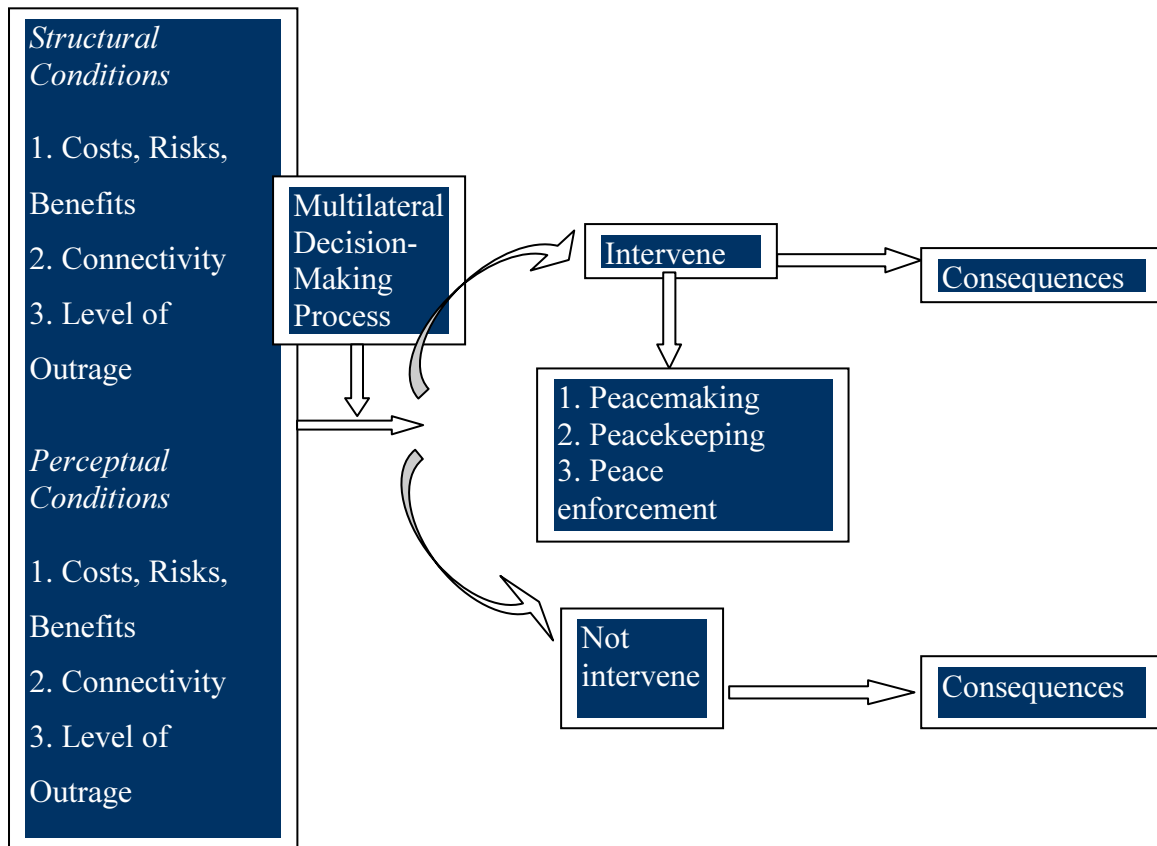 Structural
Conditions
1. Costs, Risks,
Benefits
2. Connectivity
3. Level of
Outrage
Perceptual
Conditions
1. Costs, Risks,
Benefits
2. Connectivity
3. Level of
Outrage
Multilateral
Decision-
Making
Process
Intervene
Consequences
1. Peacemaking
2. Peacekeeping
3. Peace
enforcement
Not
intervene
Consequences